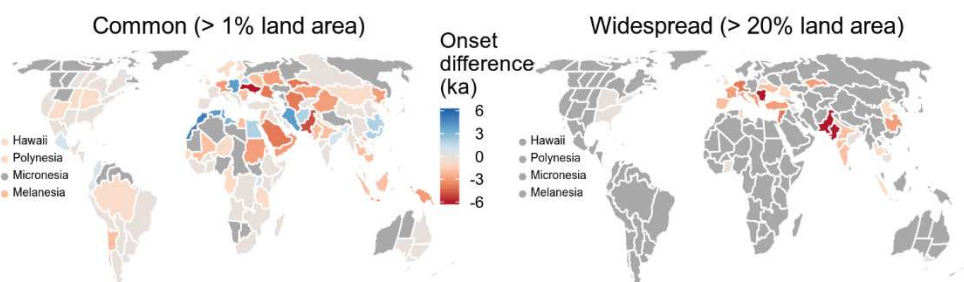 Common (> 1% land area)
Hawaii
Polynesia
Micronesia
Melanesia
Onset
difference
(ka)
6
3
0
-3
-6
Widespread (> 20% land area)
Hawaii
Polynesia
Micronesia
Melanesia